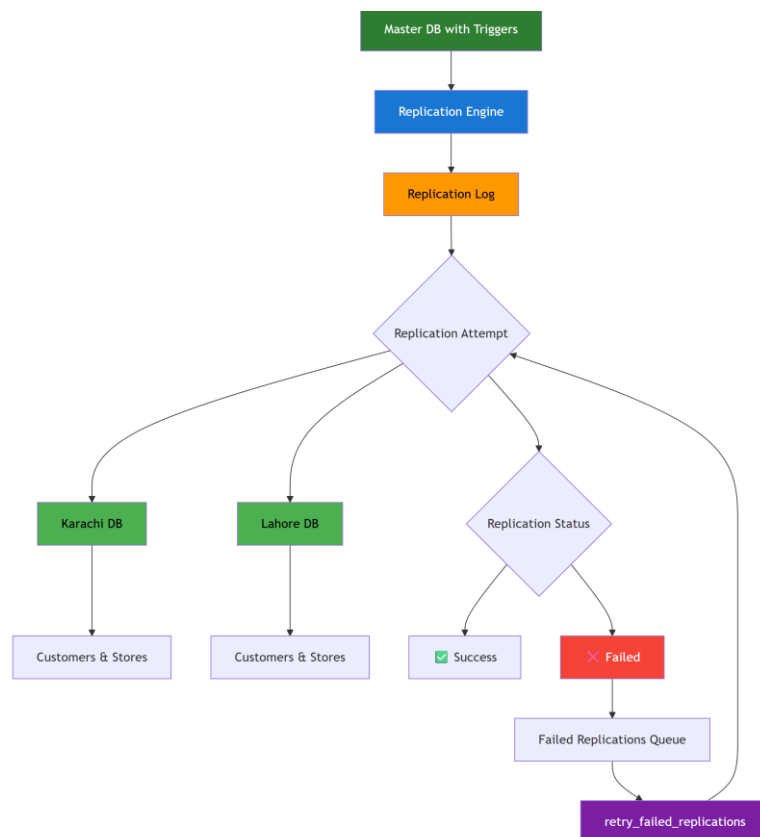 Master DB with Triggers
Replication Engine
Replication Log
Replication Attempt
Karachi DB
Lahore DB
Replication Status
Customers & Stores
Customers & Stores
✅ Success
❌ Failed
Failed Replications Queue
retry_failed_replications